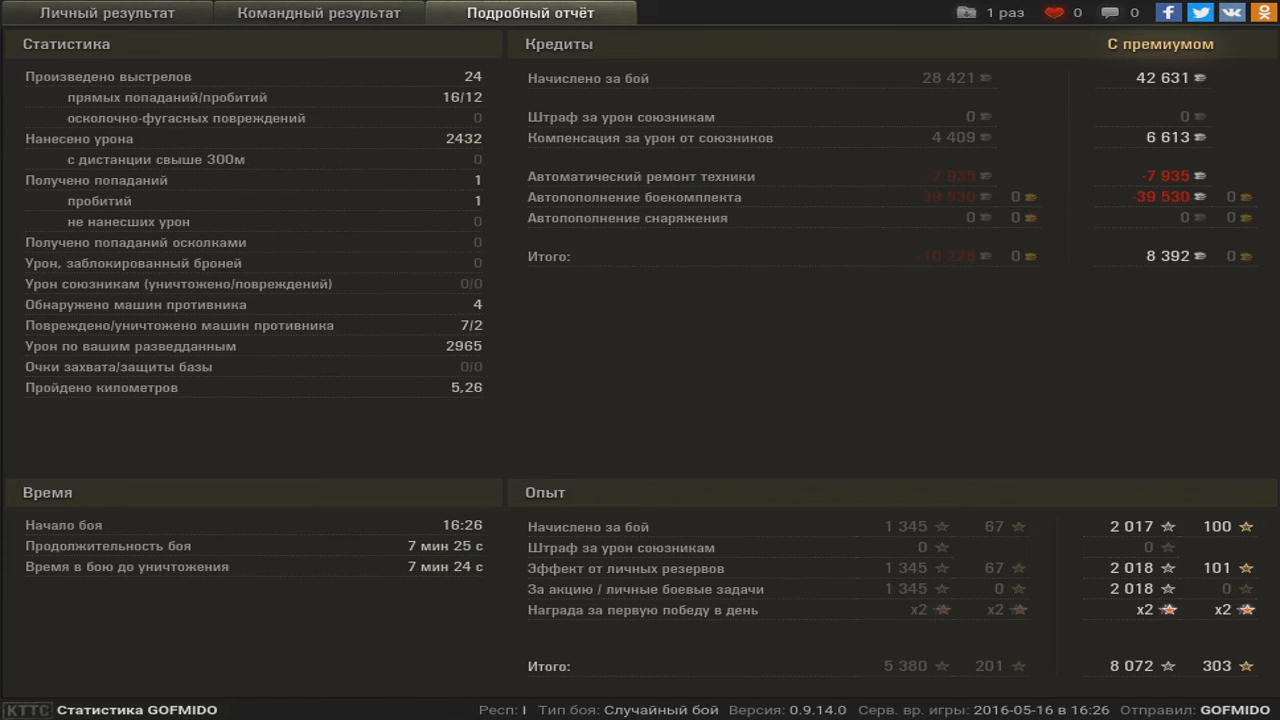 Личный результат Командный результат Подробный отчёт 1 раз 0 0
Статистика
Произведено выстрелов 24
прямых попаданий/пробитий 16/12
осколочно-фугасных повреждений 0
Нанесено урона 2432
с дистанции свыше 300м 0
Получено попаданий 1
пробитий 1
не нанесших урон 0
Получено попаданий осколками 0
Урон, заблокированный броней 0
Урон союзникам (уничтожено/повреждений) 0/0
Обнаружено машин противника 4
Повреждено/уничтожено машин противника 7/2
Урон по вашим разведданным 2965
Очки захвата/защиты базы 0/0
Пройдено километров 5,26
Кредиты С премиумом
Начислено за бой 28 421 42 631
Штраф за урон союзникам 0 0
Компенсация за урон от союзников 4 409 6 613
Автоматический ремонт техники -7 935 -7 935
Автопополнение боекомплекта -39 530 0 -39 530 0
Автопополнение снаряжения 0 0 0 0
Итого: -10 228 0 8 392 0
Время
Начало боя 16:26
Продолжительность боя 7 мин 25 с
Время в бою до уничтожения 7 мин 24 с
Опыт
Начислено за бой 1 345 67 2 017 100
Штраф за урон союзникам 0 0
Эффект от личных резервов 1 345 67 2 018 101
За акцию / личные боевые задачи 1 345 0 2 018 0
Награда за первую победу в день x2 x2 x2 x2
Итого: 5 380 201 8 072 303
КТТС Статистика GOFMIDO Респ: I Тип боя: Случайный бой Версия: 0.9.14.0 Серв. вр. игры: 2016-05-16 в 16:26 Отправил: GOFMIDO